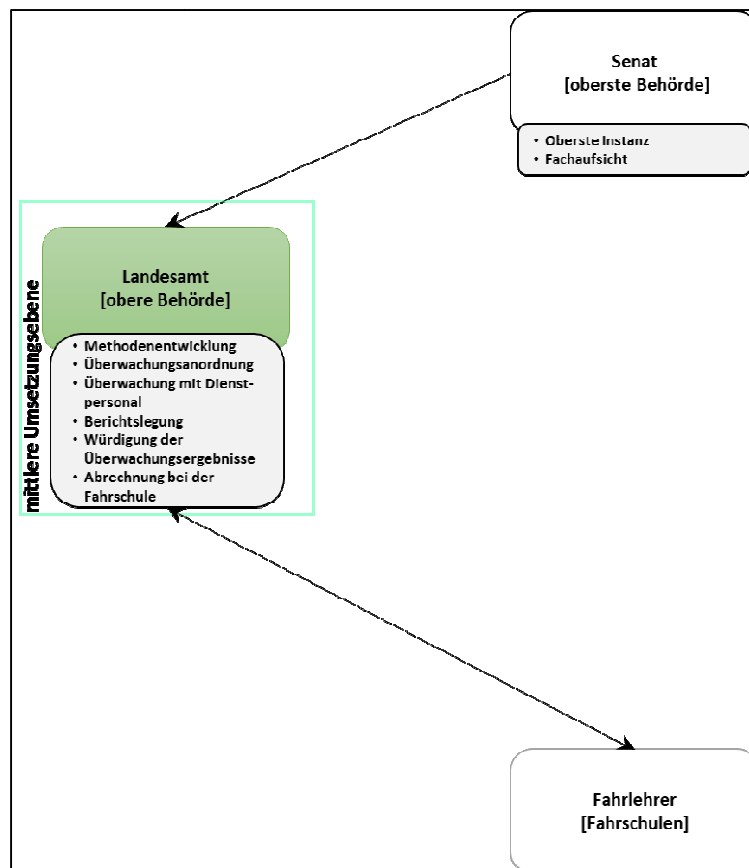 Senat
[oberste Behörde]
• Oberste Instanz
• Fachaufsicht
mittlere Umsetzungsebene
Landesamt
[obere Behörde]
• Methodenentwicklung
• Überwachungsanordnung
• Überwachung mit Dienst-
personal
• Berichtslegung
• Würdigung der
Überwachungsergebnisse
• Abrechnung bei der
Fahrschule
Fahrlehrer
[Fahrschulen]